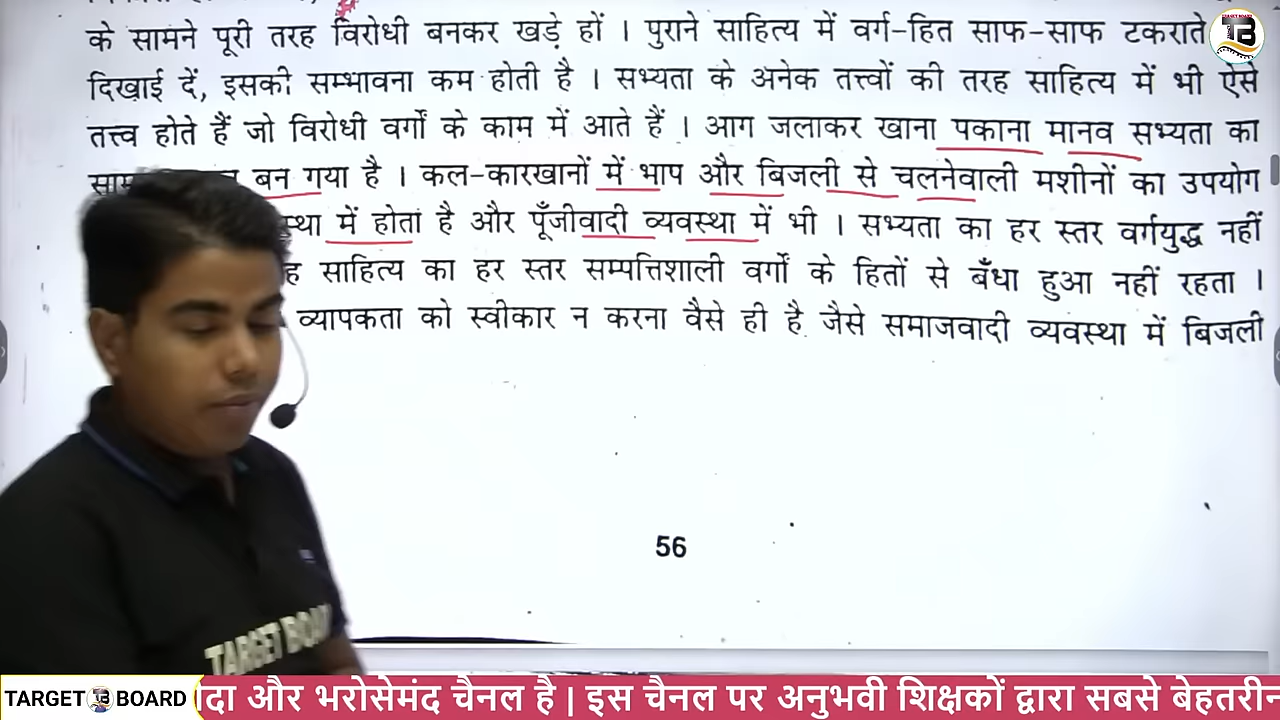 के सामने पूरी तरह विरोधी बनकर खड़े हों । पुराने साहित्य में वर्ग-हित साफ-साफ टकराते
दिखाई दें, इसकी सम्भावना कम होती है । सभ्यता के अनेक तत्त्वों की तरह साहित्य में भी ऐसे
तत्त्व होते हैं जो विरोधी वर्गों के काम में आते हैं । आग जलाकर खाना पकाना मानव सभ्यता का
बन गया है । कल-कारखानों में भाप और बिजली से चलनेवाली मशीनों का उपयोग
में होता है और पूँजीवादी व्यवस्था में भी । सभ्यता का हर स्तर वर्गयुद्ध नहीं
साहित्य का हर स्तर सम्पत्तिशाली वर्गों के हितों से बँधा हुआ नहीं रहता ।
व्यापकता को स्वीकार न करना वैसे ही है जैसे समाजवादी व्यवस्था में बिजली
56
TB
TARGET BOARD
TARGET BOARD और भरोसेमंद चैनल है | इस चैनल पर अनुभवी शिक्षकों द्वारा सबसे बेहतरीन